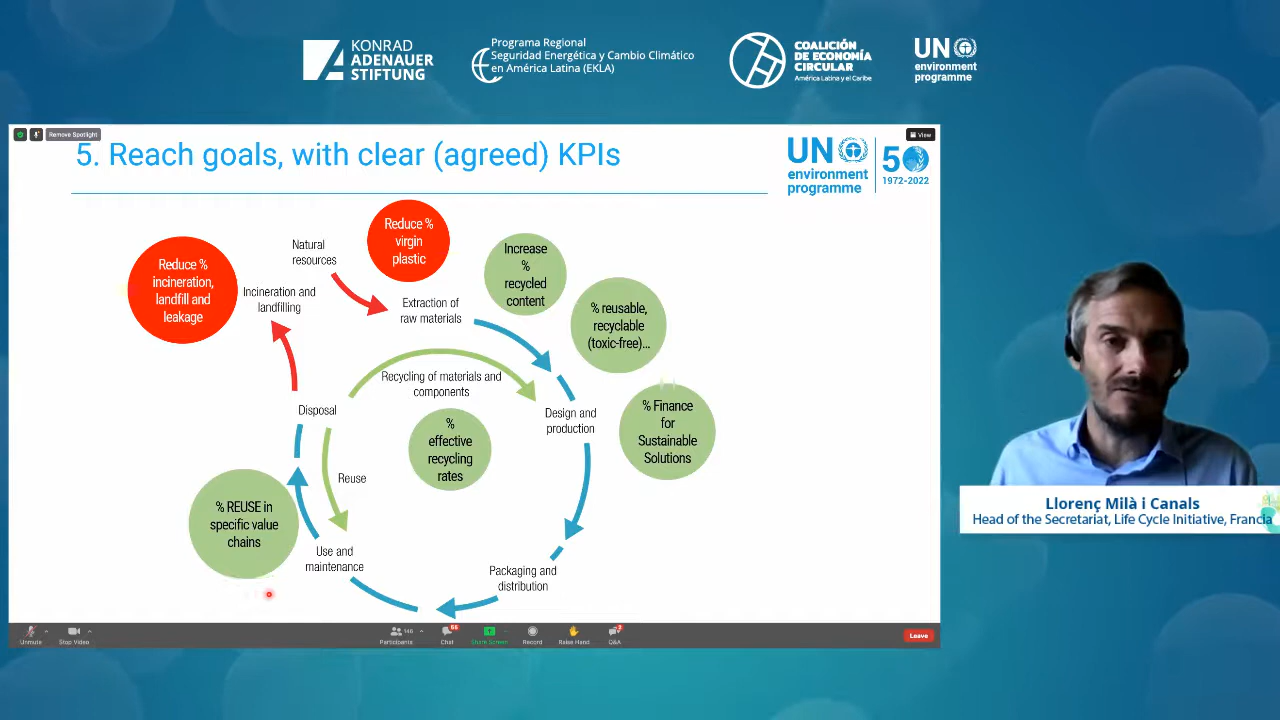 KONRAD
ADENAUER
STIFTUNG
Programa Regional
Seguridad Energética y Cambio Climático
en América Latina (EKLA)
COALICIÓN
DE ECONOMÍA
CIRCULAR
América Latina y el Caribe
UN
environment
programme
Remove Spotlight
View
5. Reach goals, with clear (agreed) KPIs
UN
environment
programme
50
1972-2022
Reduce %
incineration,
landfill and
leakage
Natural
resources
Reduce %
virgin
plastic
Increase
%
recycled
content
Incineration and
landfilling
Extraction of
raw materials
% reusable,
recyclable
(toxic-free)...
Recycling of materials and
components
Disposal
Design and
production
% Finance
for
Sustainable
Solutions
%
effective
recycling
rates
Reuse
% REUSE in
specific value
chains
Use and
maintenance
Packaging and
distribution
Llorenç Milà i Canals
Head of the Secretariat, Life Cycle Initiative, Francia
Unmute
Stop Video
Participants
146
Chat
Share Screen
Record
Raise Hand
Q&A
Leave